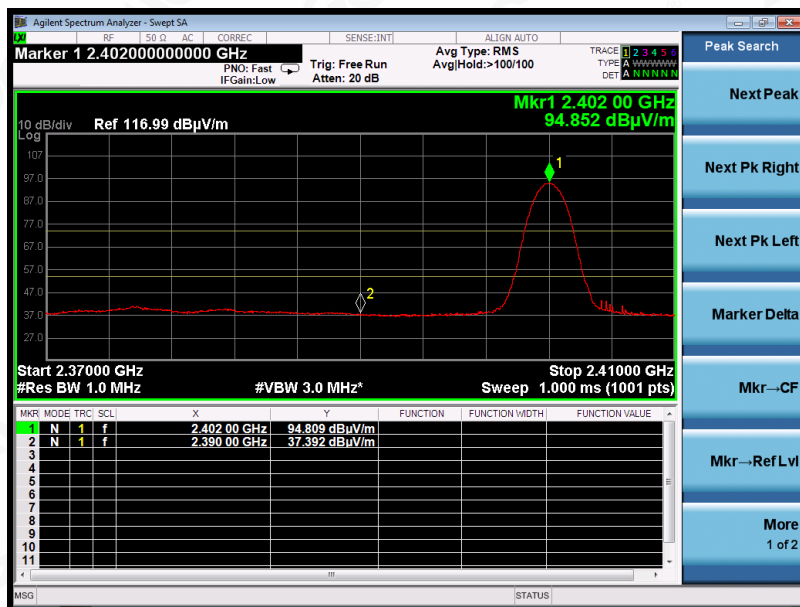 Agilent Spectrum Analyzer - Swept SA
LXI RF 50 Ω AC CORREC SENSE:INT ALIGN AUTO
Marker 1 2.402000000000 GHz
PNO: Fast
IFGain:Low
Trig: Free Run
Atten: 20 dB
Avg Type: RMS
Avg|Hold:>100/100
TRACE 1 2 3 4 5 6
TYPE A WWWWW
DET A N N N N N
Peak Search
Next Peak
Next Pk Right
Next Pk Left
Marker Delta
Mkr→CF
Mkr→RefLvl
More
1 of 2
Mkr1 2.402 00 GHz
94.852 dBµV/m
10 dB/div Ref 116.99 dBµV/m
Log
107
97.0
87.0
77.0
67.0
57.0
47.0
37.0
27.0
1
2
Start 2.37000 GHz Stop 2.41000 GHz
#Res BW 1.0 MHz #VBW 3.0 MHz* Sweep 1.000 ms (1001 pts)
MKR MODE TRC SCL X Y FUNCTION FUNCTION WIDTH FUNCTION VALUE
1 N 1 f 2.402 00 GHz 94.809 dBµV/m
2 N 1 f 2.390 00 GHz 37.392 dBµV/m
3
4
5
6
7
8
9
10
11
MSG STATUS